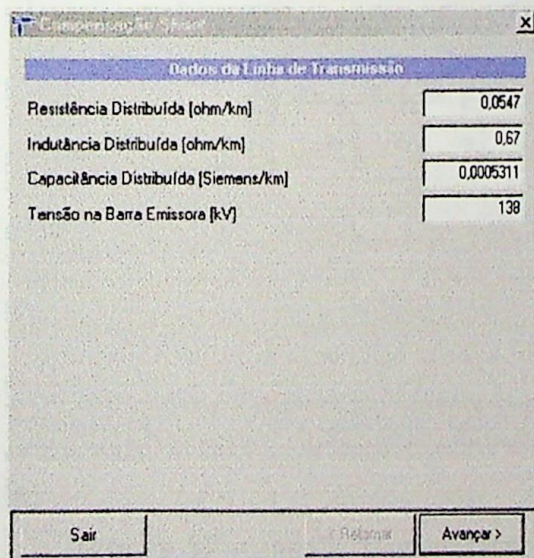 Compensação Shunt
x
Dados da Linha de Transmissão
Resistência Distribuída [ohm/km] 0,0547
Indutância Distribuída [ohm/km] 0,67
Capacitância Distribuída [Siemens/km] 0,0005311
Tensão na Barra Emissora [kV] 138
Sair < Retornar Avançar >